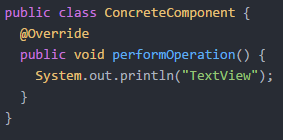 public class ConcreteComponent {
  @Override
  public void performOperation() {
    System.out.println("TextView");
  }
}